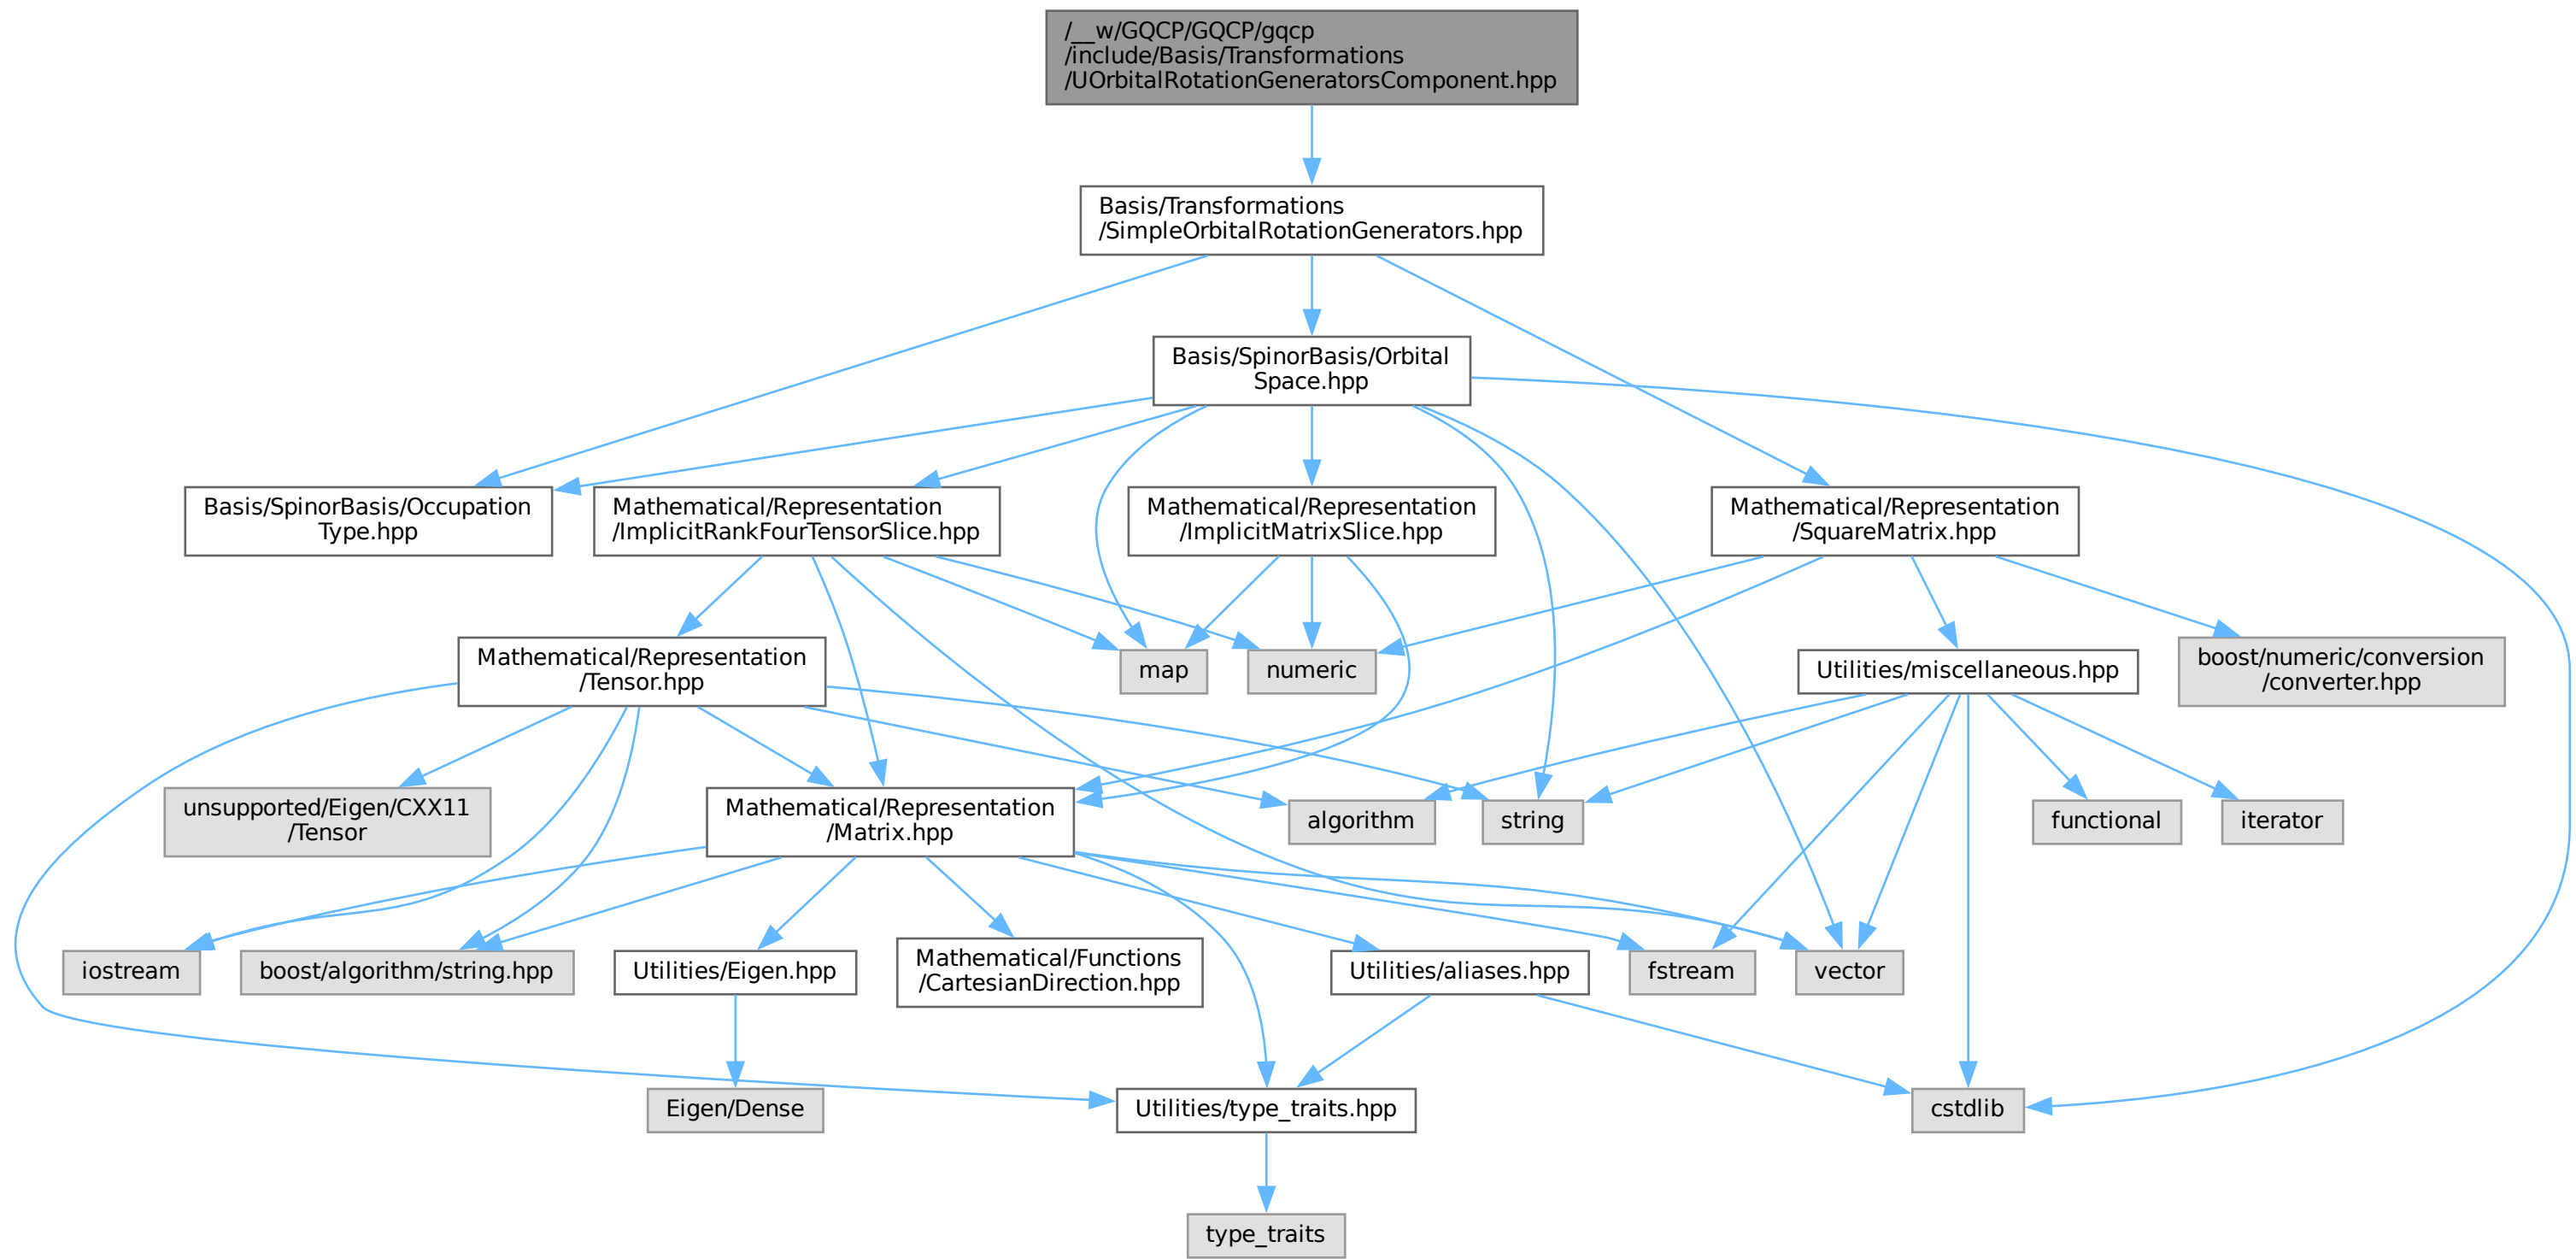 /__w/GQCP/GQCP/gqcp
/include/Basis/Transformations
/UOrbitalRotationGeneratorsComponent.hpp
Basis/Transformations
/SimpleOrbitalRotationGenerators.hpp
Basis/SpinorBasis/Orbital
Space.hpp
Basis/SpinorBasis/Occupation
Type.hpp
Mathematical/Representation
/ImplicitRankFourTensorSlice.hpp
Mathematical/Representation
/ImplicitMatrixSlice.hpp
Mathematical/Representation
/SquareMatrix.hpp
Mathematical/Representation
/Tensor.hpp
map
numeric
Utilities/miscellaneous.hpp
boost/numeric/conversion
/converter.hpp
unsupported/Eigen/CXX11
/Tensor
Mathematical/Representation
/Matrix.hpp
algorithm
string
functional
iterator
iostream
boost/algorithm/string.hpp
Utilities/Eigen.hpp
Mathematical/Functions
/CartesianDirection.hpp
Utilities/aliases.hpp
fstream
vector
Eigen/Dense
Utilities/type_traits.hpp
cstdlib
type_traits